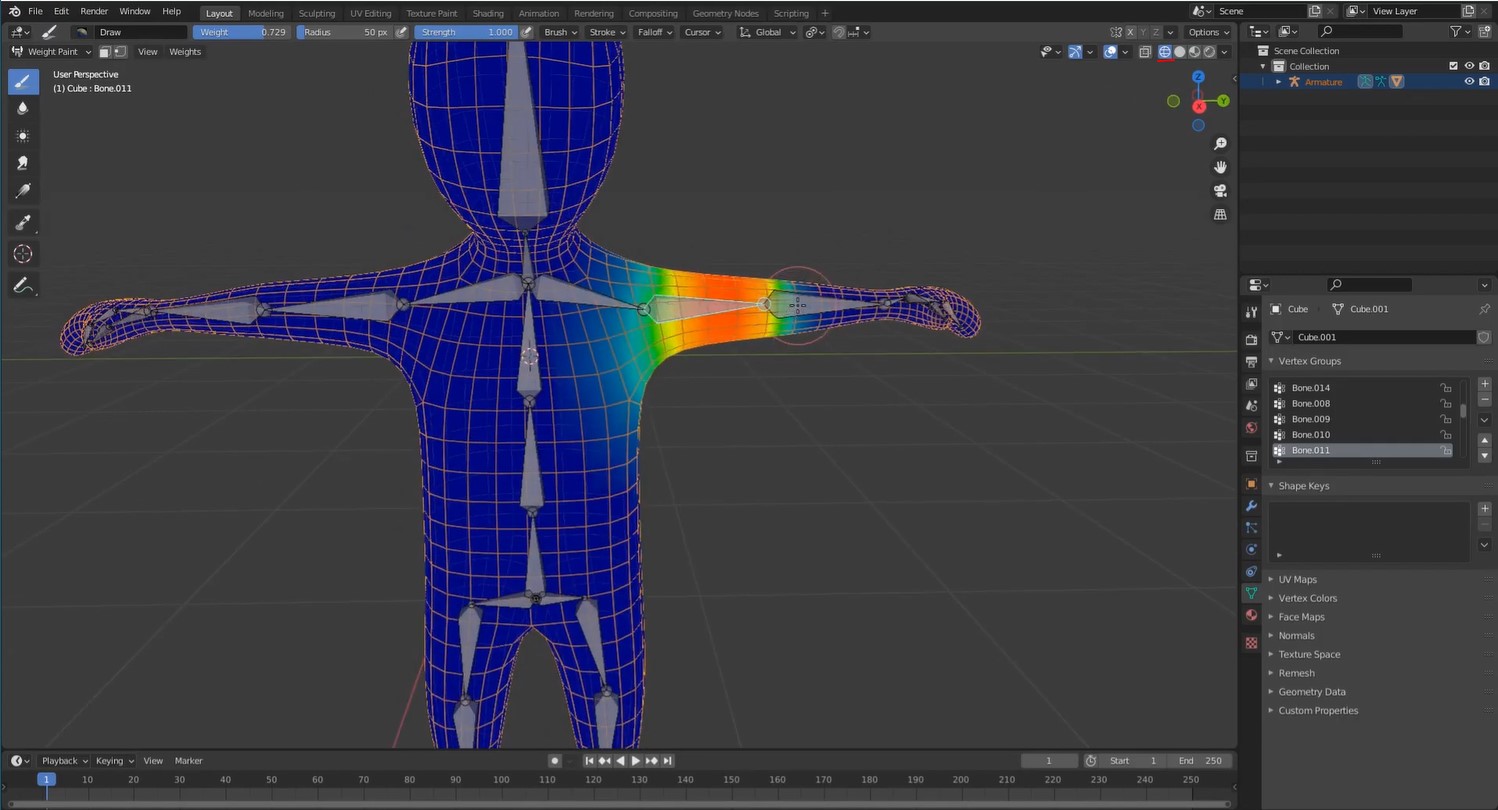 File Edit Render Window Help Layout Modeling Sculpting UV Editing Texture Paint Shading Animation Rendering Compositing Geometry Nodes Scripting + Scene View Layer
Draw Weight 0.729 Radius 50 px Strength 1.000 Brush Stroke Falloff Cursor Global X Y Z Options
Weight Paint View Weights
User Perspective
(1) Cube : Bone.011
Z
Y
X
Scene Collection
Collection
Armature
Cube Cube.001
Cube.001
Vertex Groups
Bone.014
Bone.008
Bone.009
Bone.010
Bone.011
Shape Keys
UV Maps
Vertex Colors
Face Maps
Normals
Texture Space
Remesh
Geometry Data
Custom Properties
Playback Keying View Marker 1 Start 1 End 250
1 10 20 30 40 50 60 70 80 90 100 110 120 130 140 150 160 170 180 190 200 210 220 230 240 250